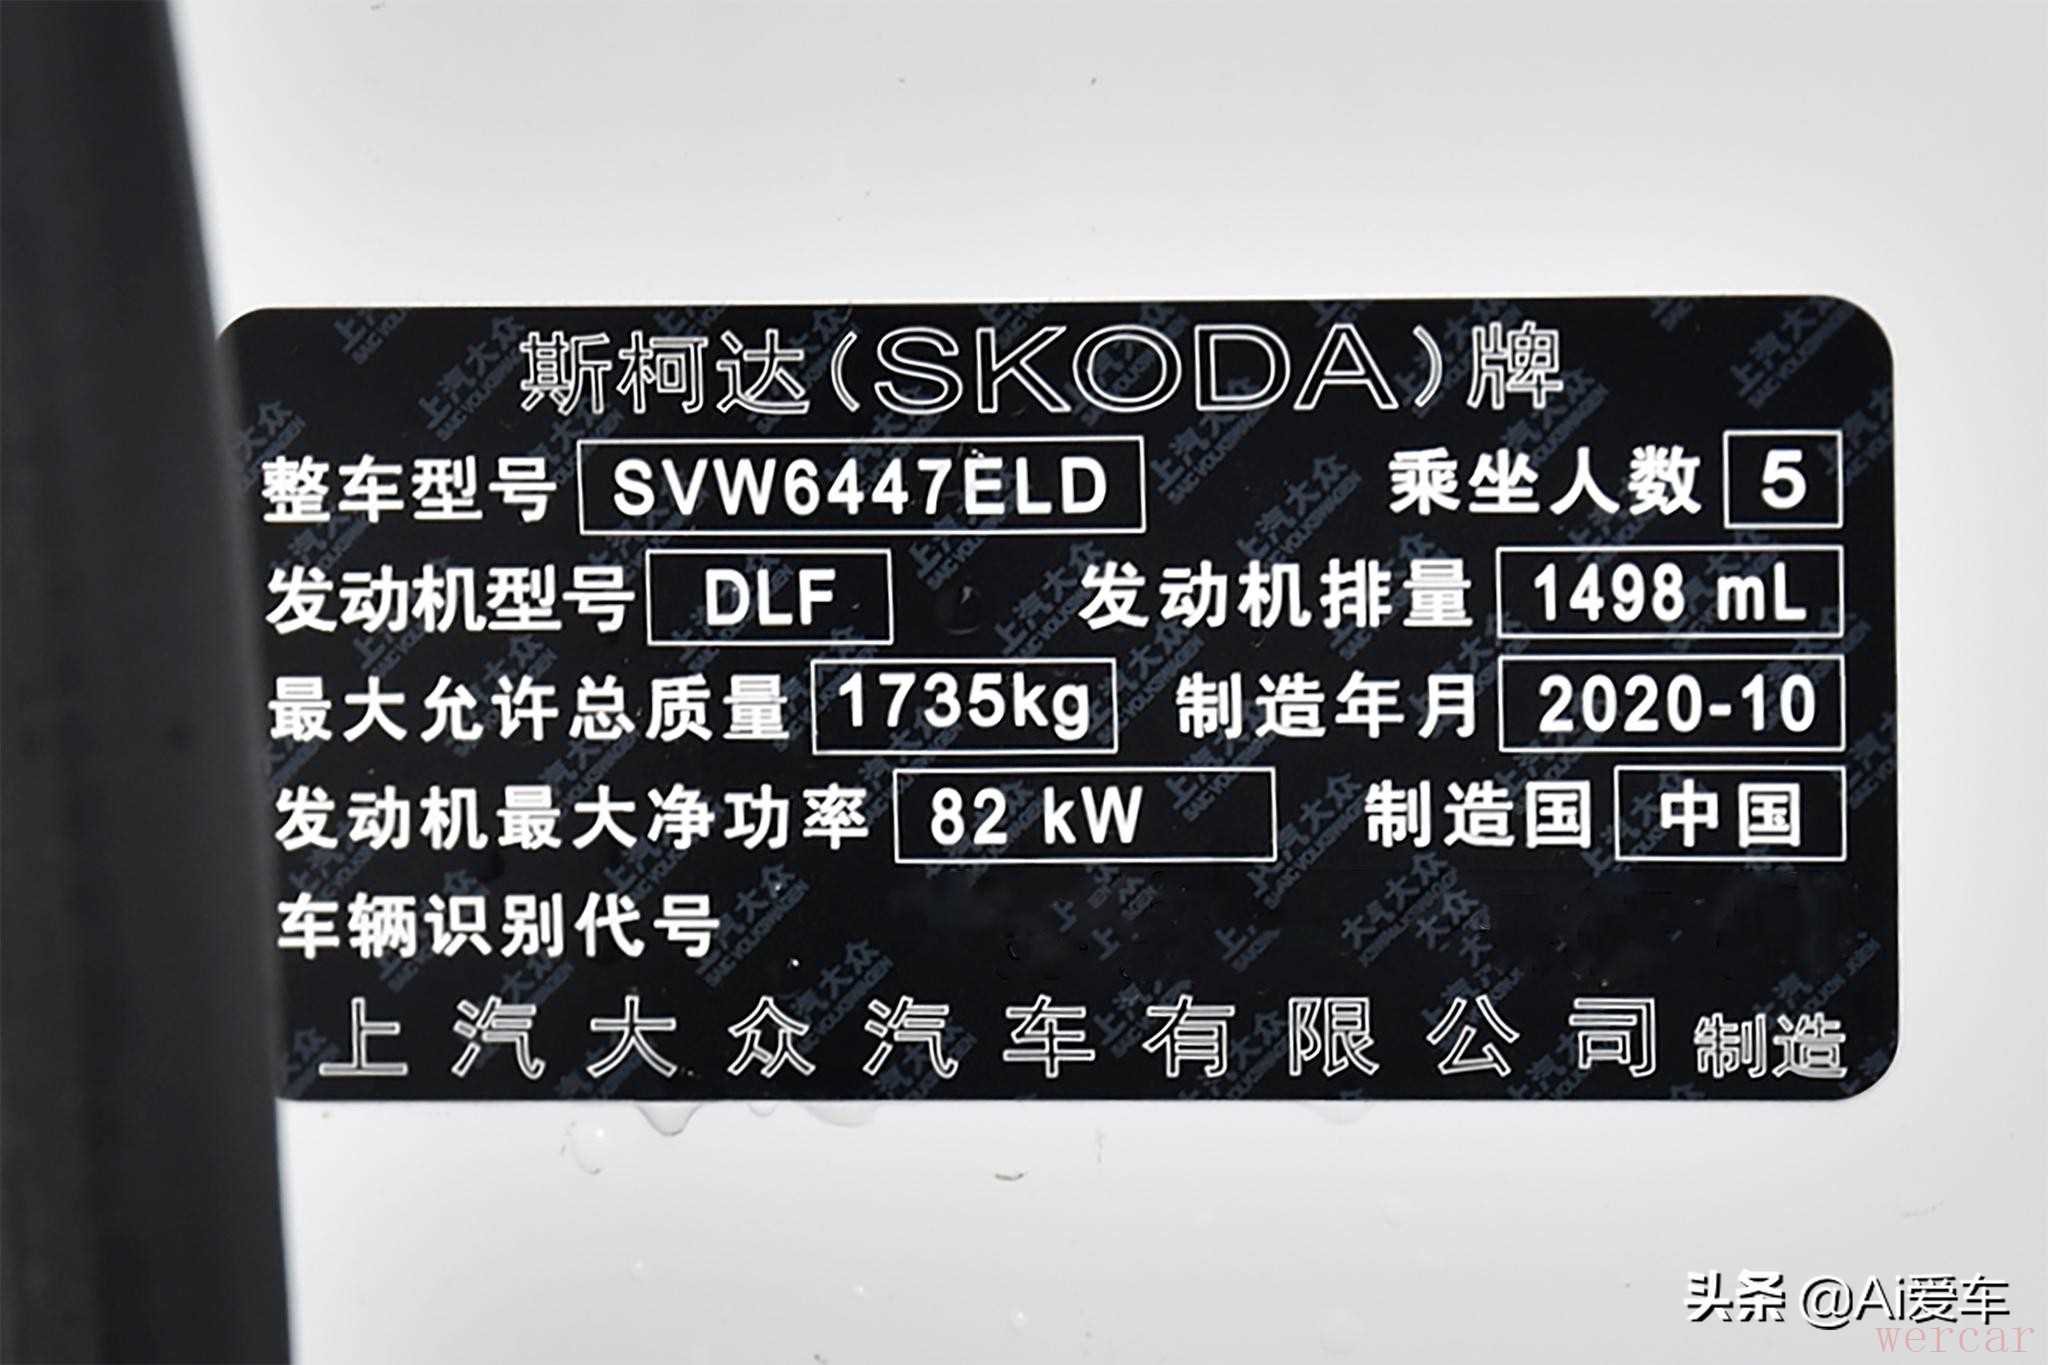 斯柯达(SKODA)牌
整车型号 SVW6447ELD 乘坐人数 5
发动机型号 DLF 发动机排量 1498 mL
最大允许总质量 1735kg 制造年月 2020-10
发动机最大净功率 82 kW 制造国 中国
车辆识别代号
上汽大众汽车有限公司 制造
头条 @Ai爱车
wercar